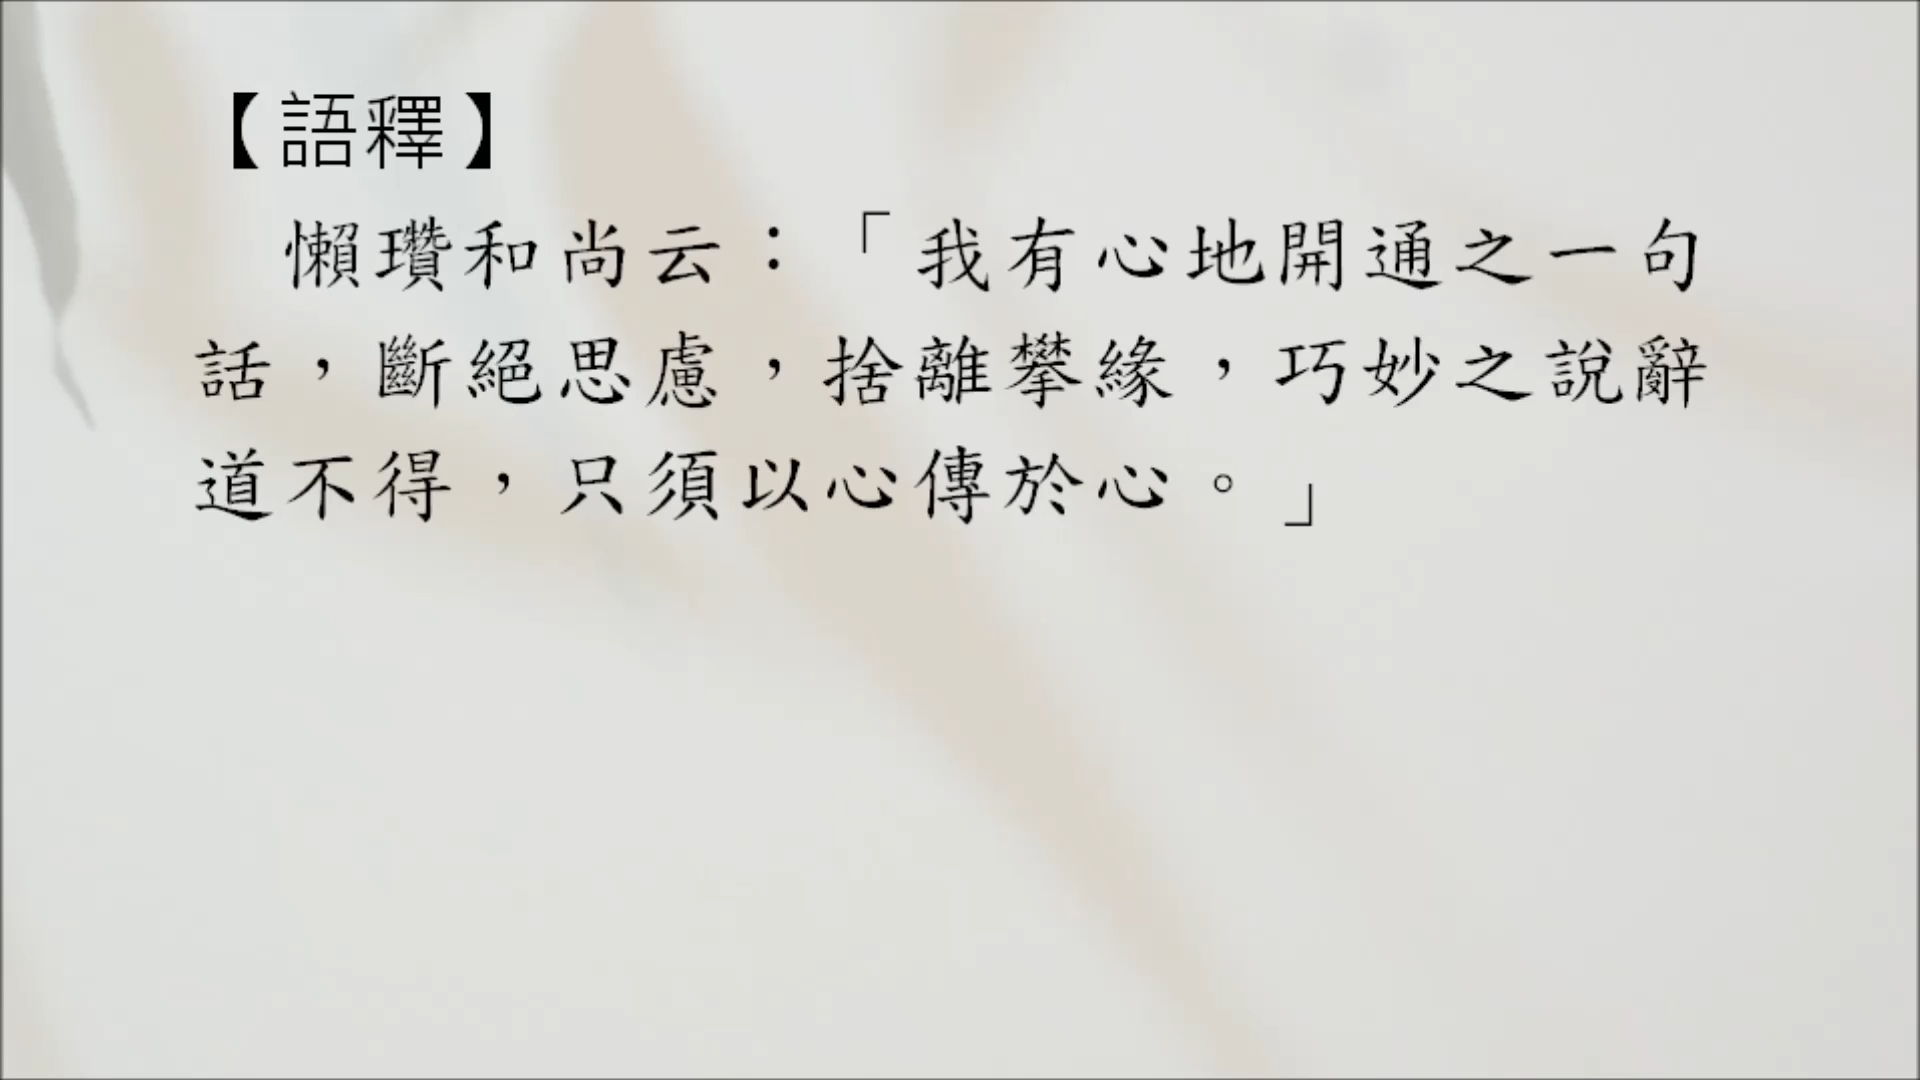 【語釋】
懶瓚和尚云：「我有心地開通之一句
話，斷絕思慮，捨離攀緣，巧妙之說辭
道不得，只須以心傳於心。」